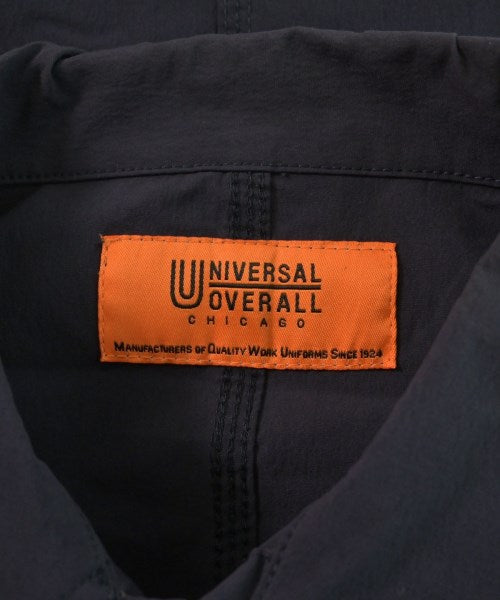 UNIVERSAL
OVERALL
CHICAGO
MANUFACTURERS OF QUALITY WORK UNIFORMS SINCE 1924